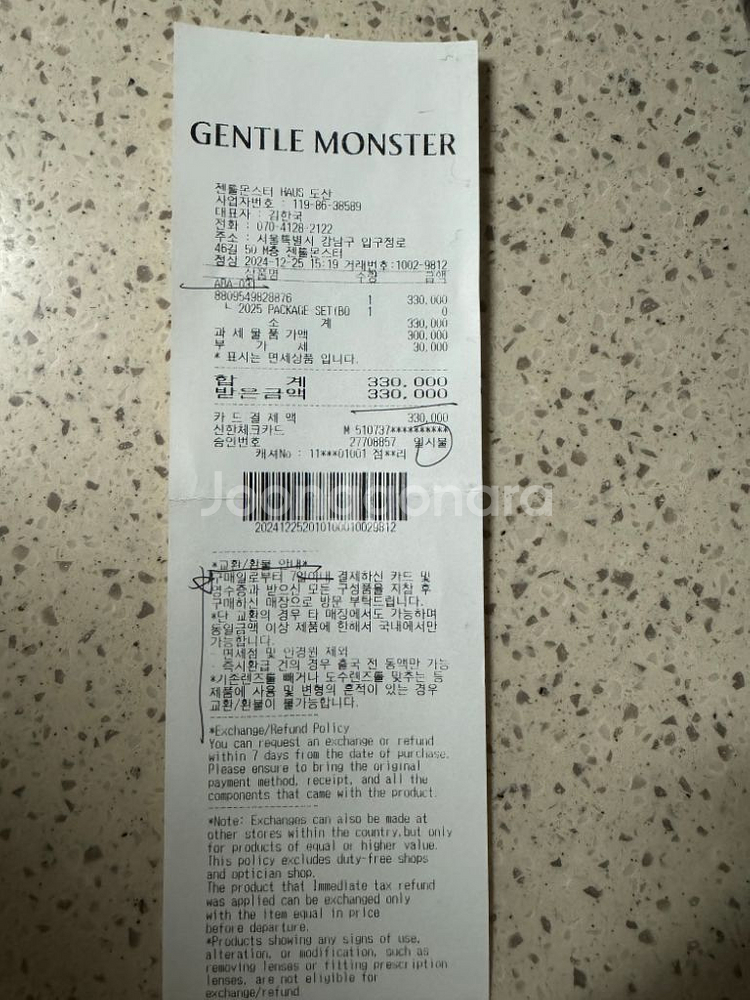 GENTLE MONSTER
젠틀몬스터 HAUS 도산
사업자번호 : 119-86-38589
대표자 : 김한국
전화 : 070-4128-2122
주소 : 서울특별시 강남구 압구정로
46길 50 M층 젠틀몬스터
정상 2024-12-25 15:19 거래번호:1002-9812
상품명 수량 금액
ADA-031
8809549828876 1 330,000
└ 2025 PACKAGE SET(BO 1 0
소 계 330,000
과 세 물 품 가액 300,000
부 가 세 30,000
* 표시는 면세상품 입니다.
합 계 330,000
받은금액 330,000
카 드 결 제 액 330,000
신한체크카드 M 510737**********
승인번호 27708857 일시불
캐셔No : 11***01001 점**리
Joongonara
202412252010100010029812
*교환/환불 안내*
구매일로부터 7일이내 결제하신 카드 및
영수증과 받으신 모든 구성품을 지참 후
구매하신 매장으로 방문 부탁드립니다.
*단 교환의 경우 타 매장에서도 가능하며
동일금액 이상 제품에 한해서 국내에서만
가능합니다.
- 면세점 및 안경원 제외
- 즉시환급 건의 경우 출국 전 동액만 가능
*기존렌즈를 빼거나 도수렌즈를 맞추는 등
제품에 사용 및 변형의 흔적이 있는 경우
교환/환불이 불가능합니다.
*Exchange/Refund Policy
You can request an exchange or refund
within 7 days from the date of purchase.
Please ensure to bring the original
payment method, receipt, and all the
components that came with the product.
*Note: Exchanges can also be made at
other stores within the country,but only
for products of equal or higher value.
This policy excludes duty-free shops
and optician shop.
The product that Immediate tax refund
was applied can be exchanged only
with the item equal in price
before departure.
*Products showing any signs of use,
alteration, or modification, such as
removing lenses or fitting prescription
lenses, are not eligible for
exchange/refund.